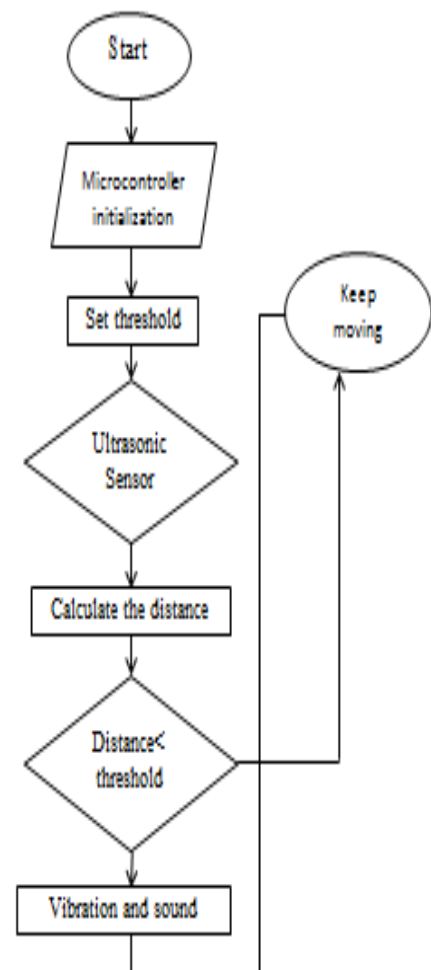 Start
Microcontroller
initialization
Set threshold
Keep
moving
Ultrasonic
Sensor
Calculate the distance
Distance<
threshold
Vibration and sound